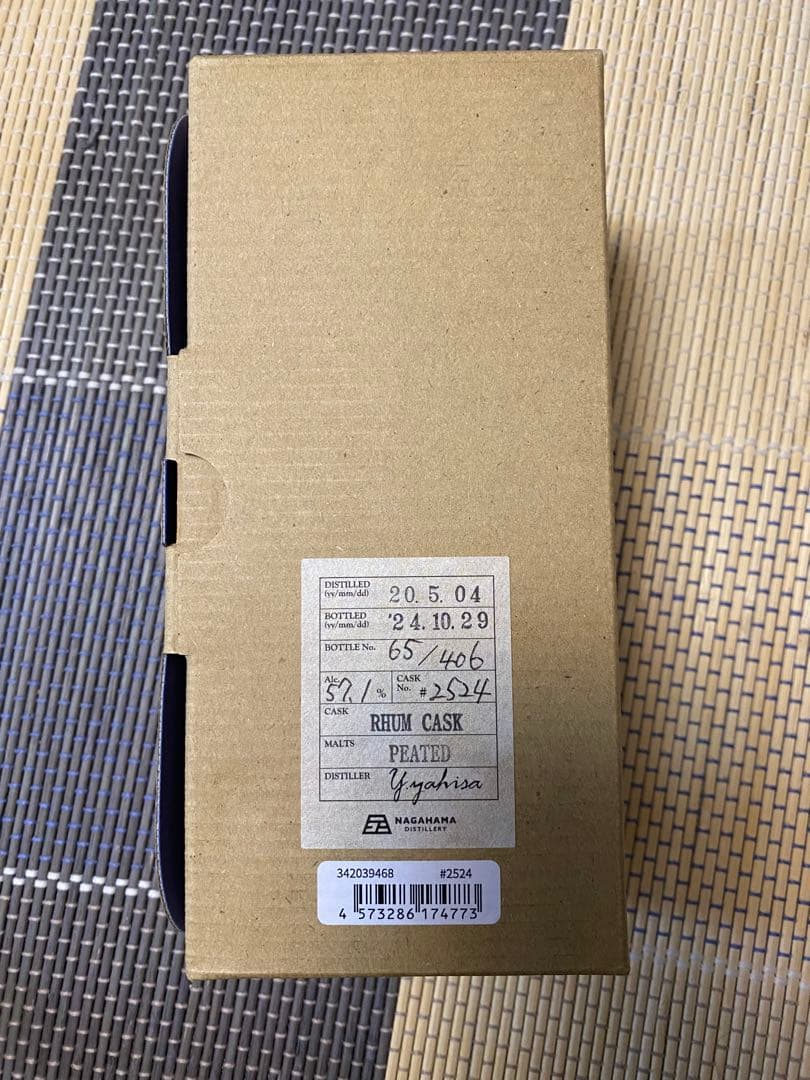 DISTILLED
(yy/mm/dd) 20. 5. 04
BOTTLED
(yy/mm/dd) '24. 10. 29
BOTTLE No. 65/406
Alc. 57.1 % CASK No. #2524
CASK RHUM CASK
MALTS PEATED
DISTILLER Y.yahisa
NAGAHAMA
DISTILLERY
342039468 #2524
4 573286 174773